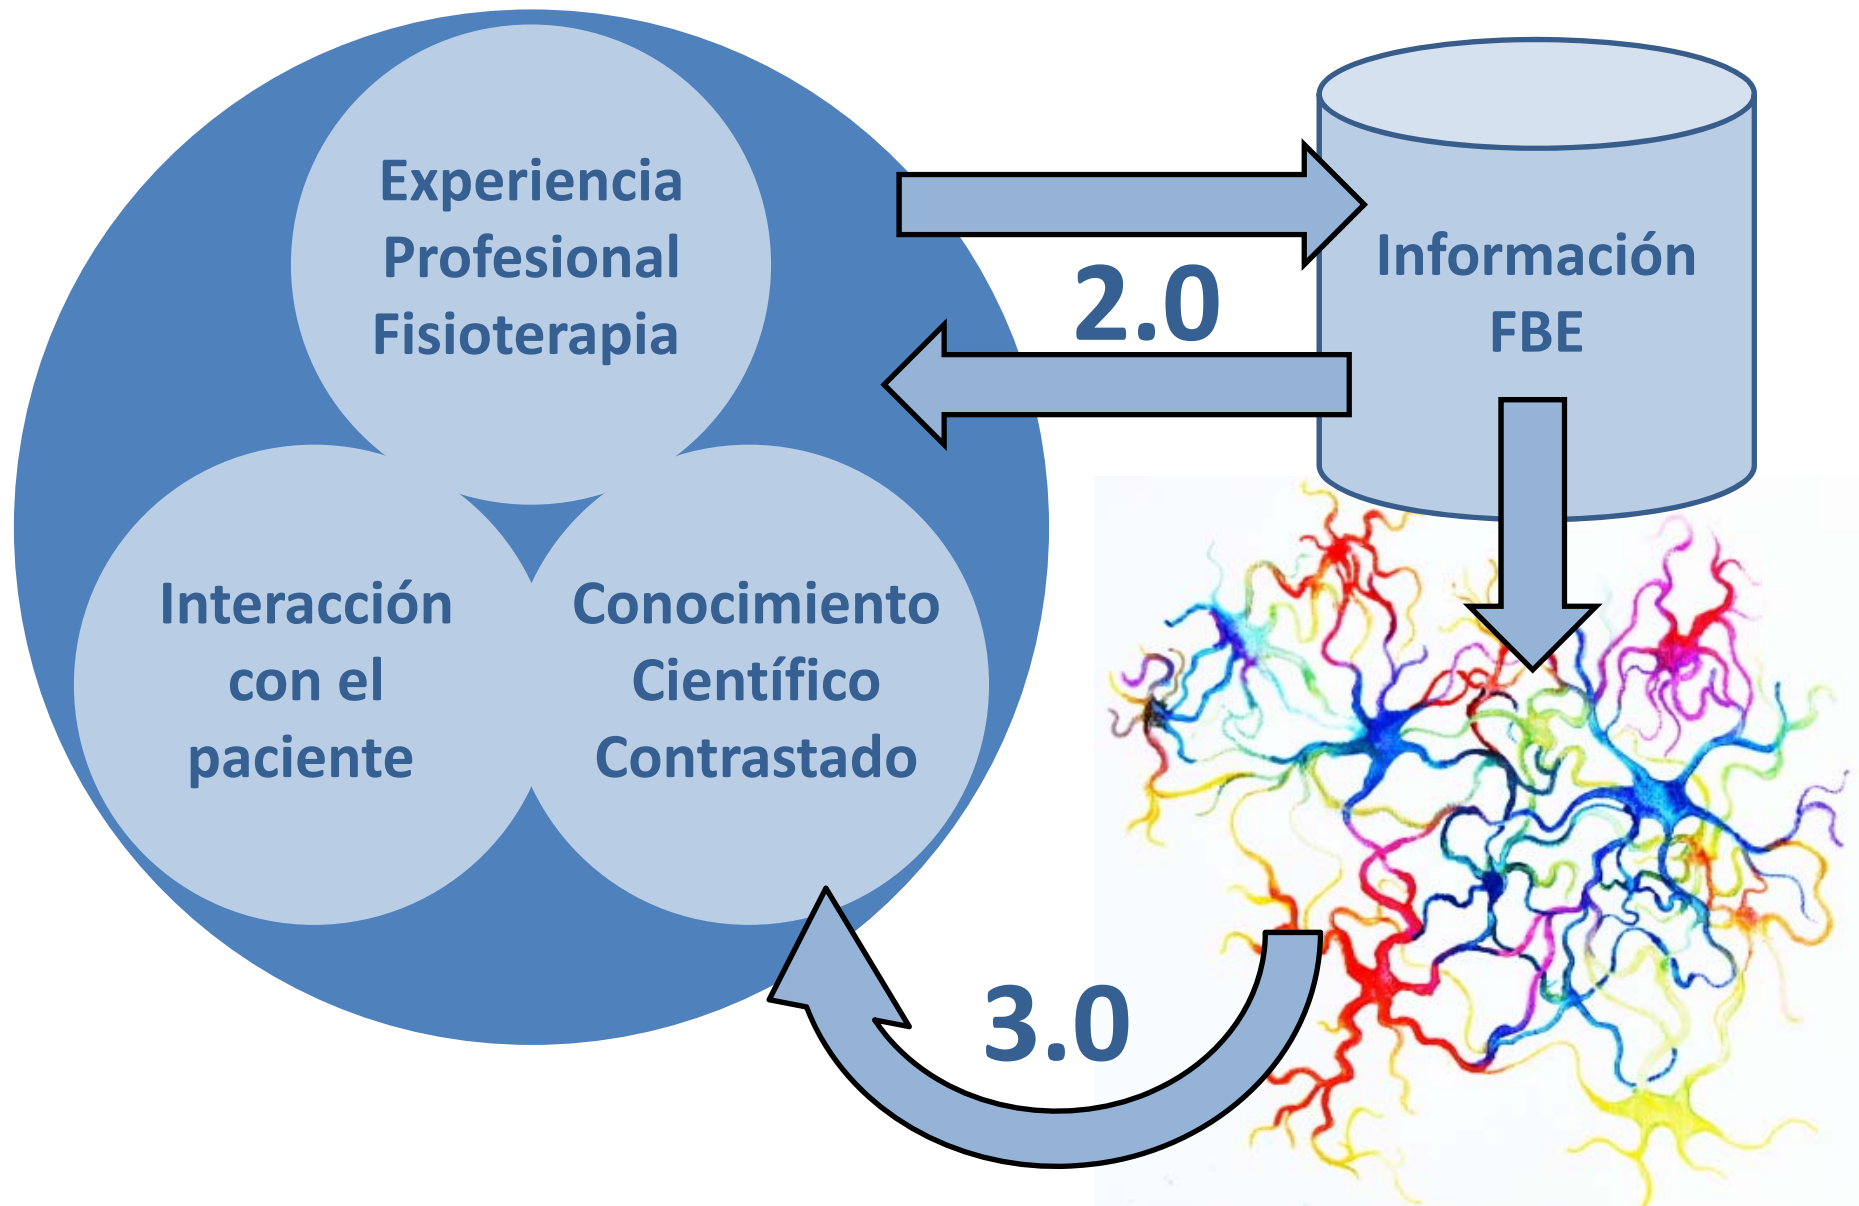 Experiencia
Profesional
Fisioterapia
Interacción
con el
paciente
Conocimiento
Científico
Contrastado
2.0
Información
FBE
3.0